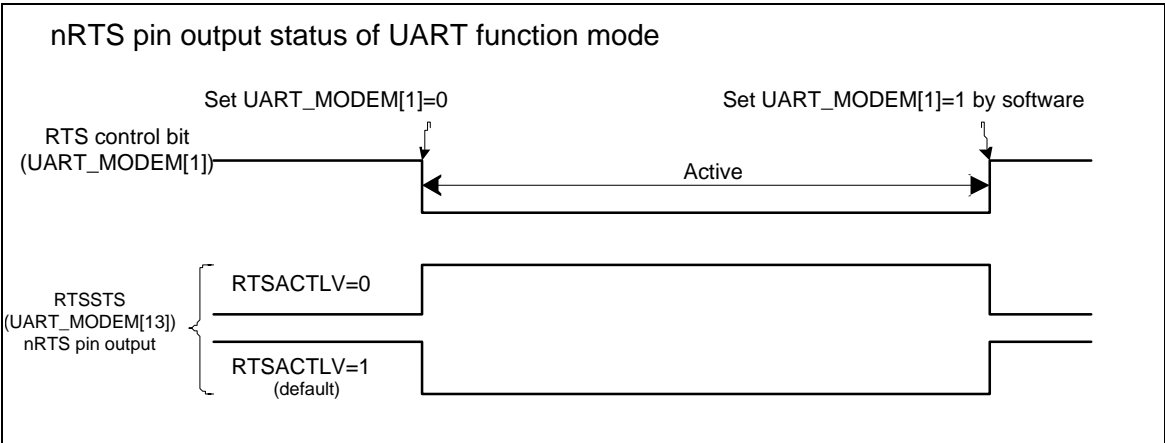 nRTS pin output status of UART function mode
Set UART_MODEM[1]=0
Set UART_MODEM[1]=1 by software
RTS control bit
(UART_MODEM[1])
Active
RTSACTLV=0
RTSSTS
(UART_MODEM[13])
nRTS pin output
RTSACTLV=1
(default)